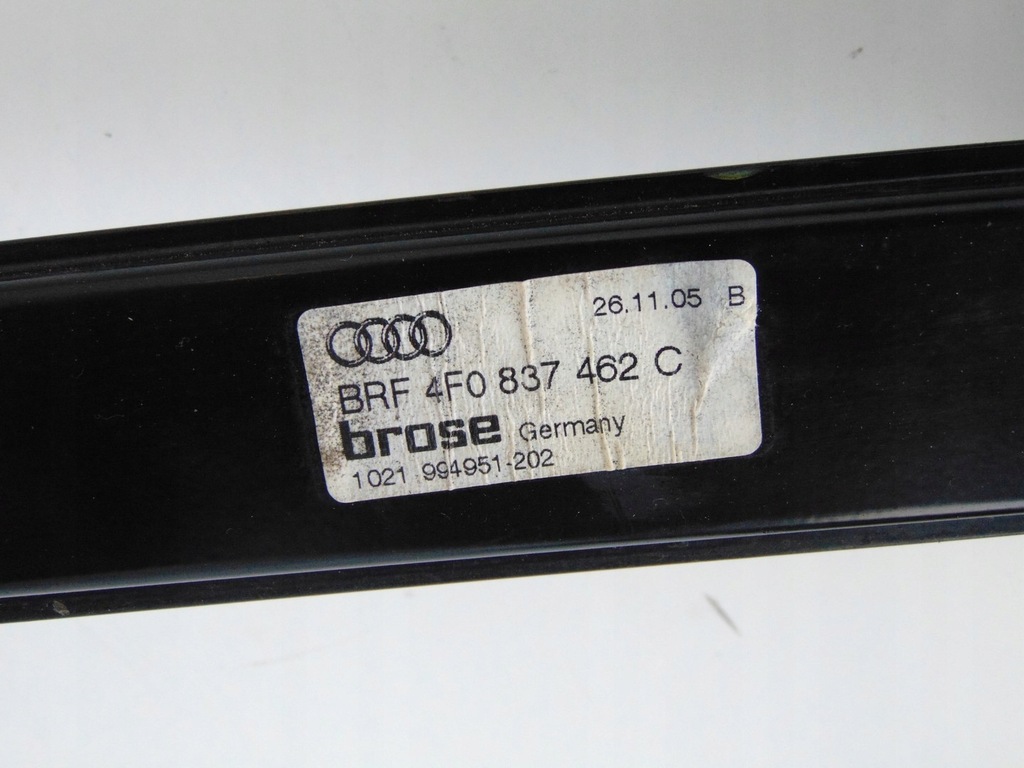 26.11.05 B
BRF 4F0 837 462 C
brose Germany
1021 994951-202